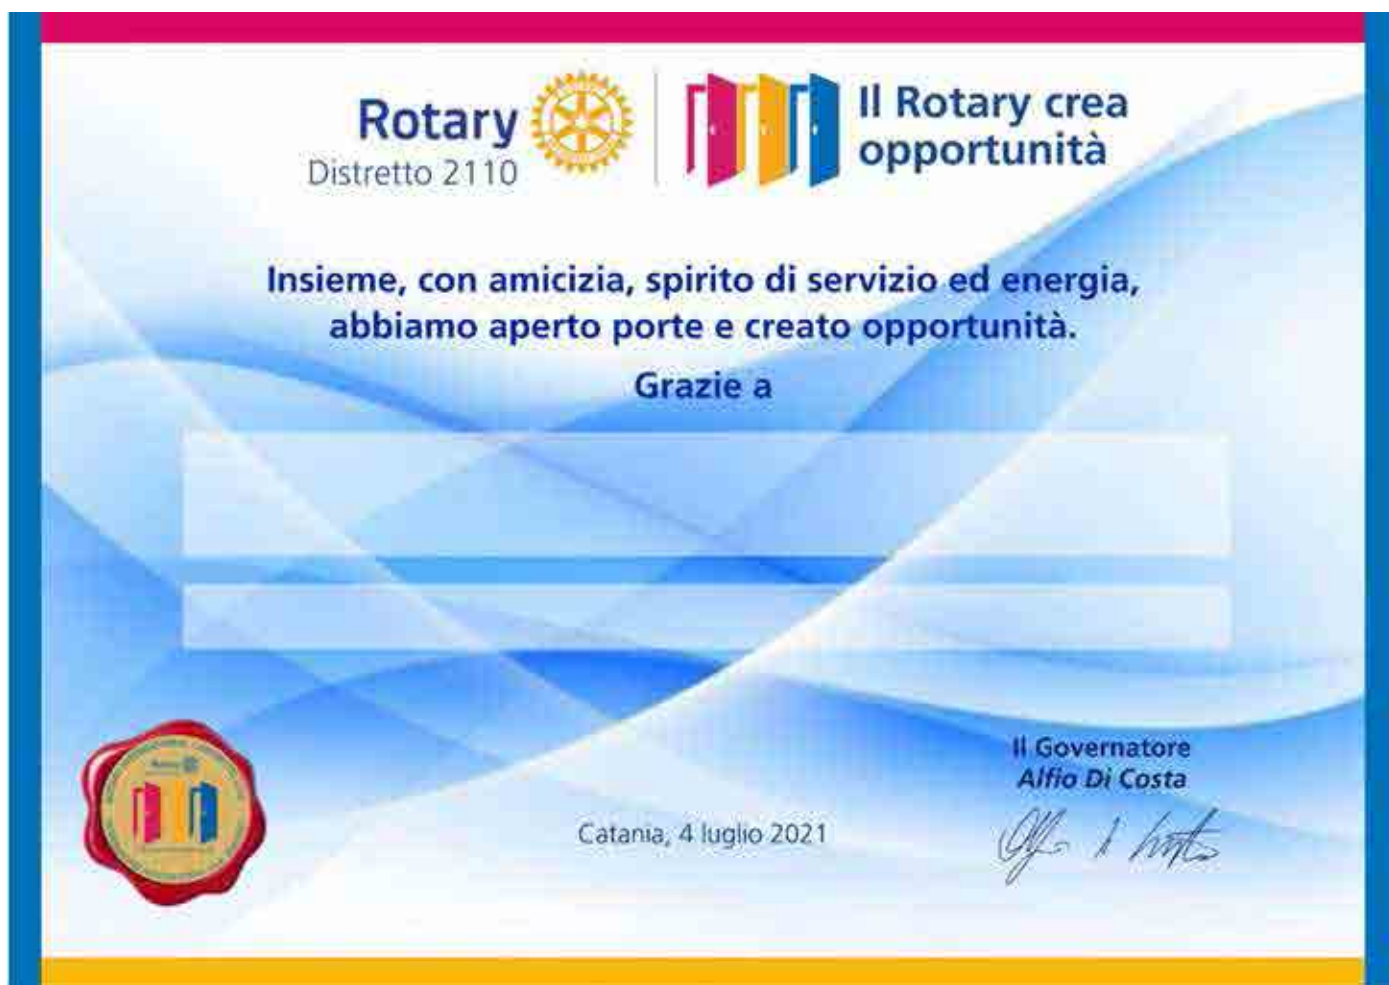 Rotary
Distretto 2110
Il Rotary crea
opportunità
Insieme, con amicizia, spirito di servizio ed energia,
abbiamo aperto porte e creato opportunità.
Grazie a
Il Governatore
Alfio Di Costa
Catania, 4 luglio 2021
Rotary